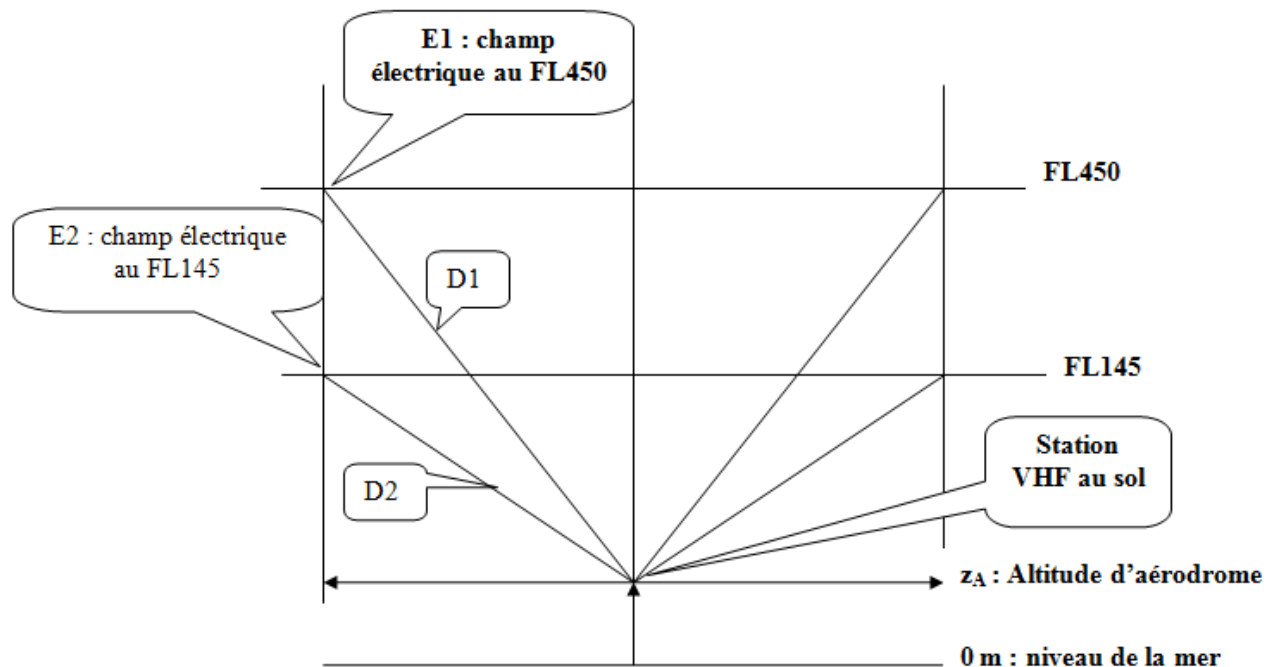 E1 : champ
électrique au FL450
FL450
E2 : champ électrique
au FL145
D1
FL145
Station
VHF au sol
D2
zA : Altitude d'aérodrome
0 m : niveau de la mer